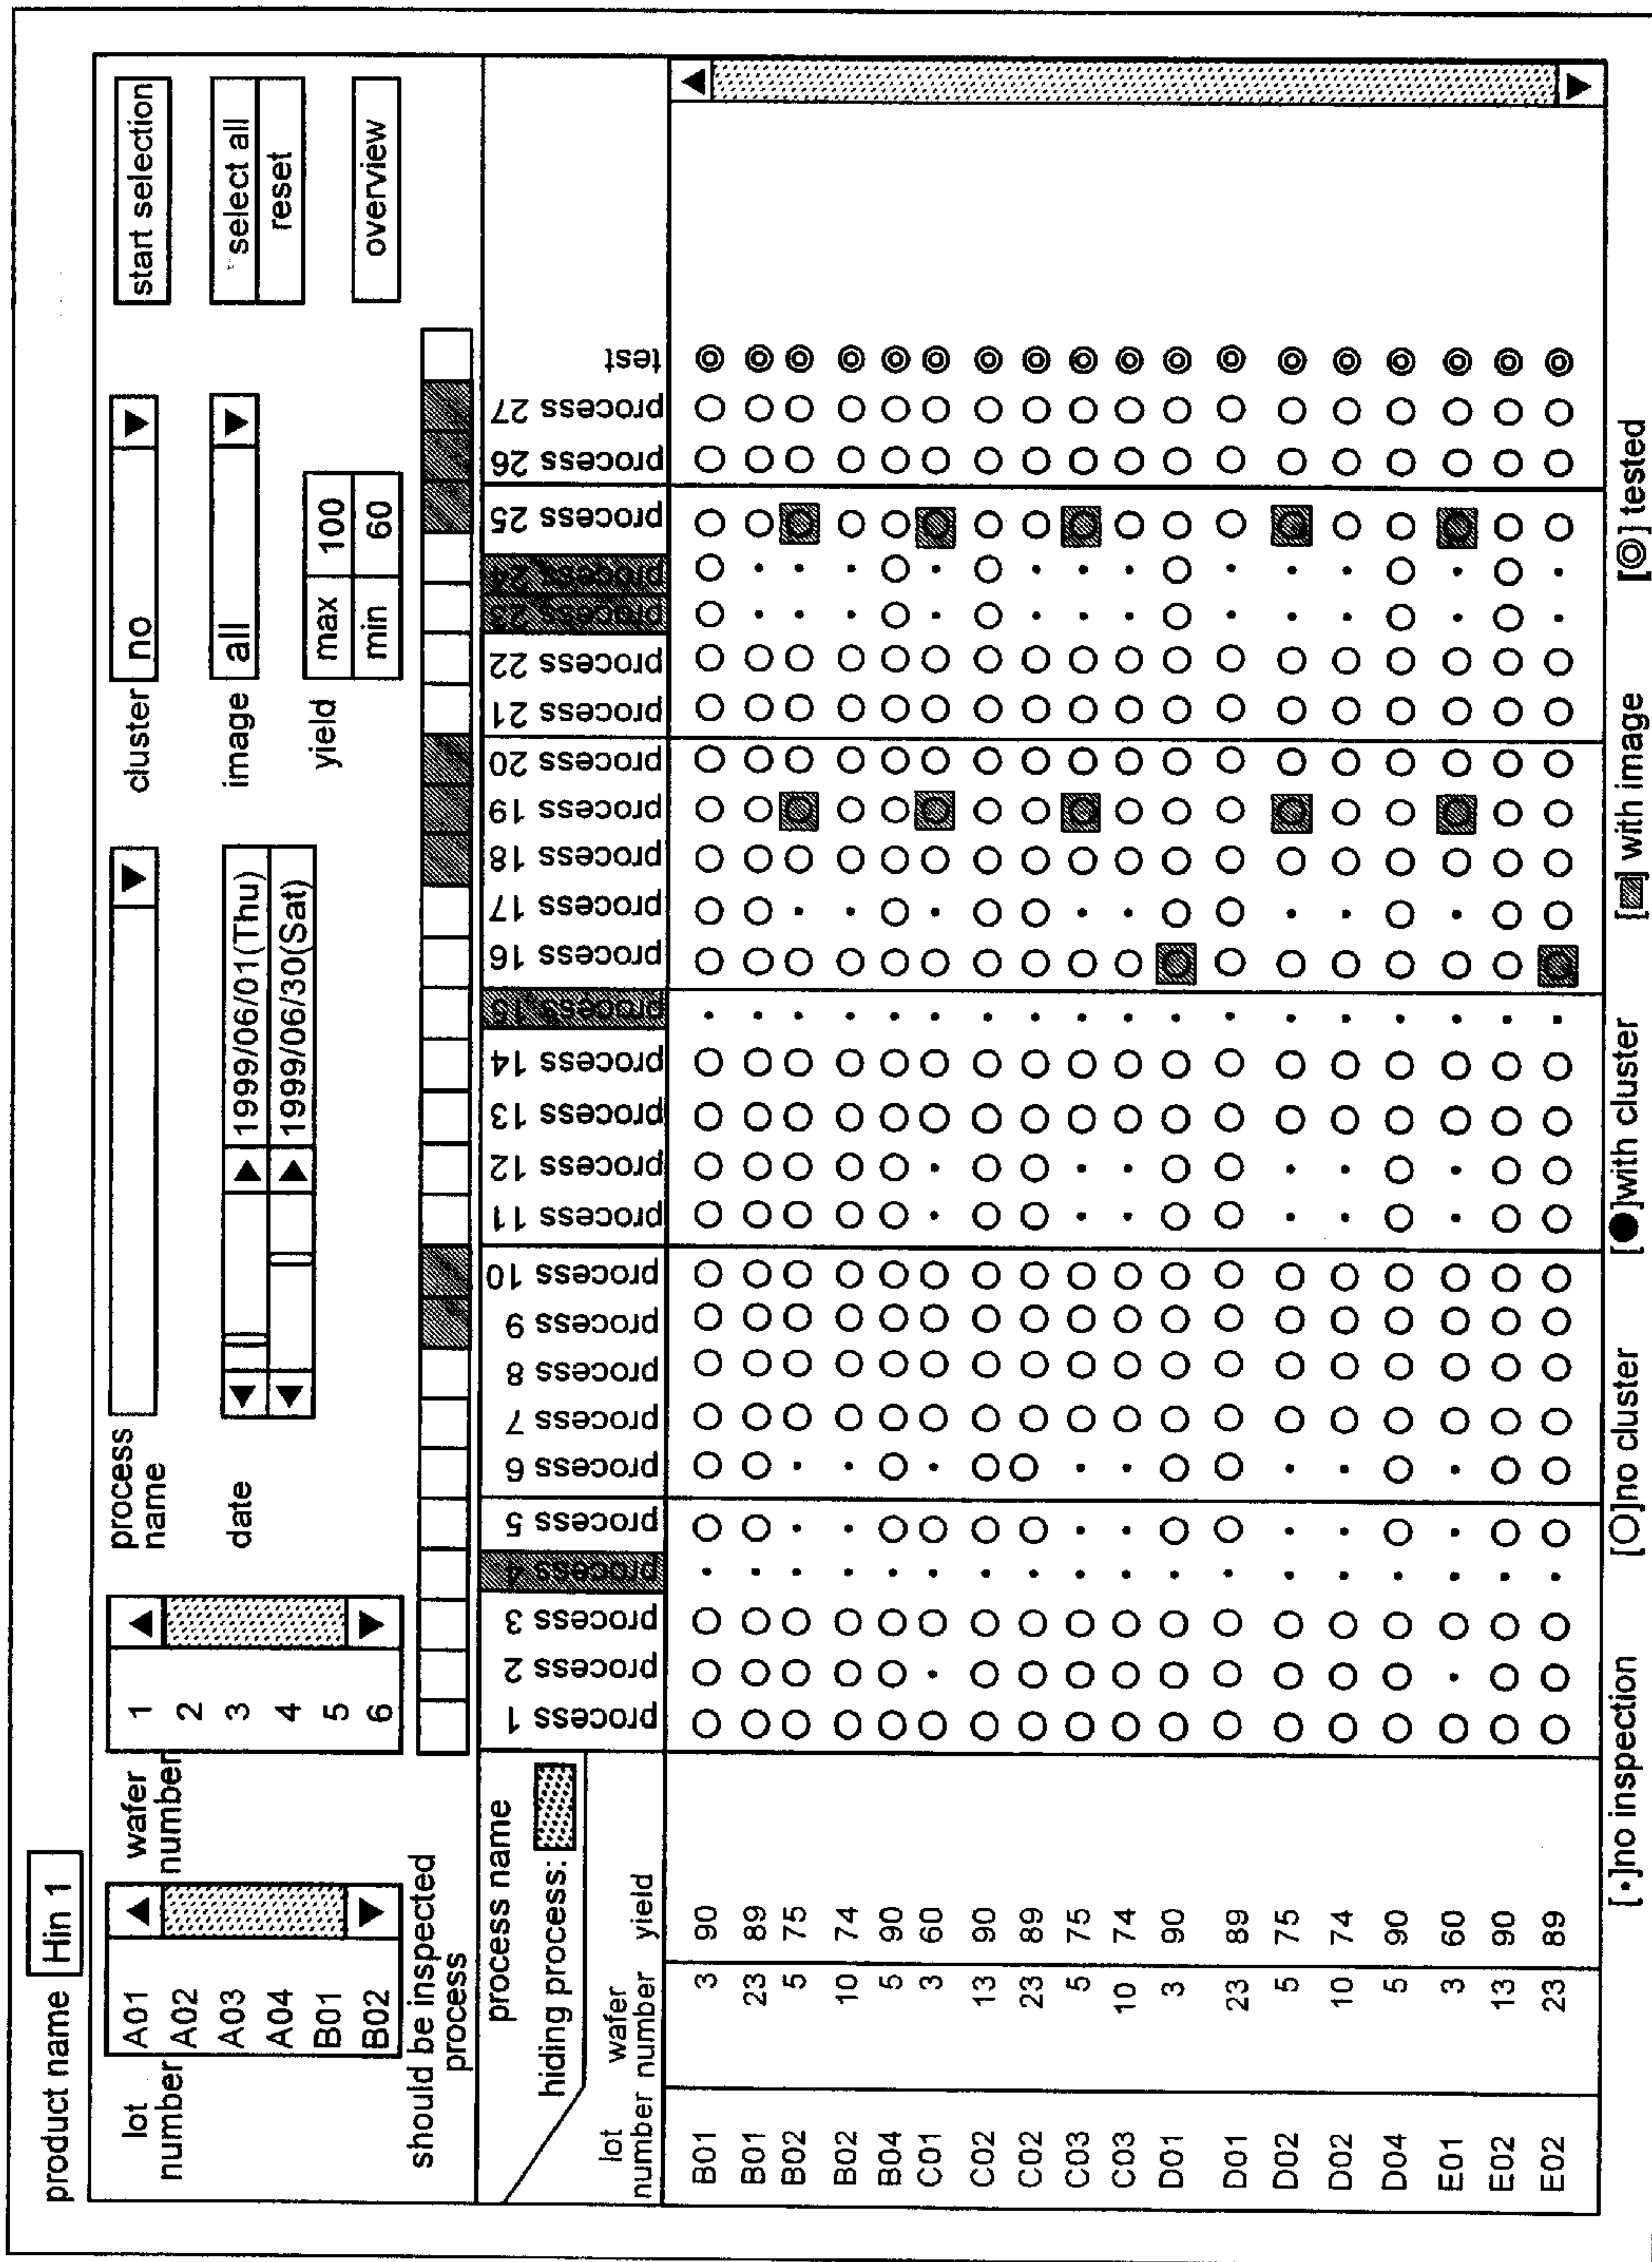 product name Hin 1
lot number
A01
A02
A03
A04
B01
B02
wafer number
1
2
3
4
5
6
process name
date
1999/06/01(Thu)
1999/06/30(Sat)
cluster no
image all
yield
max 100
min 60
start selection
select all
reset
overview
should be inspected process
process name
hiding process:
lot number wafer number yield
process 1
process 2
process 3
process 4
process 5
process 6
process 7
process 8
process 9
process 10
process 11
process 12
process 13
process 14
process 15
process 16
process 17
process 18
process 19
process 20
process 21
process 22
process 23
process 24
process 25
process 26
process 27
test
B01 3 90
B01 23 89
B02 5 75
B02 10 74
B04 5 90
C01 3 60
C02 13 90
C02 23 89
C03 5 75
C03 10 74
D01 3 90
D01 23 89
D02 5 75
D02 10 74
D04 5 90
E01 3 60
E02 13 90
E02 23 89
[•]no inspection [○]no cluster [●]with cluster [▨] with image [◎] tested